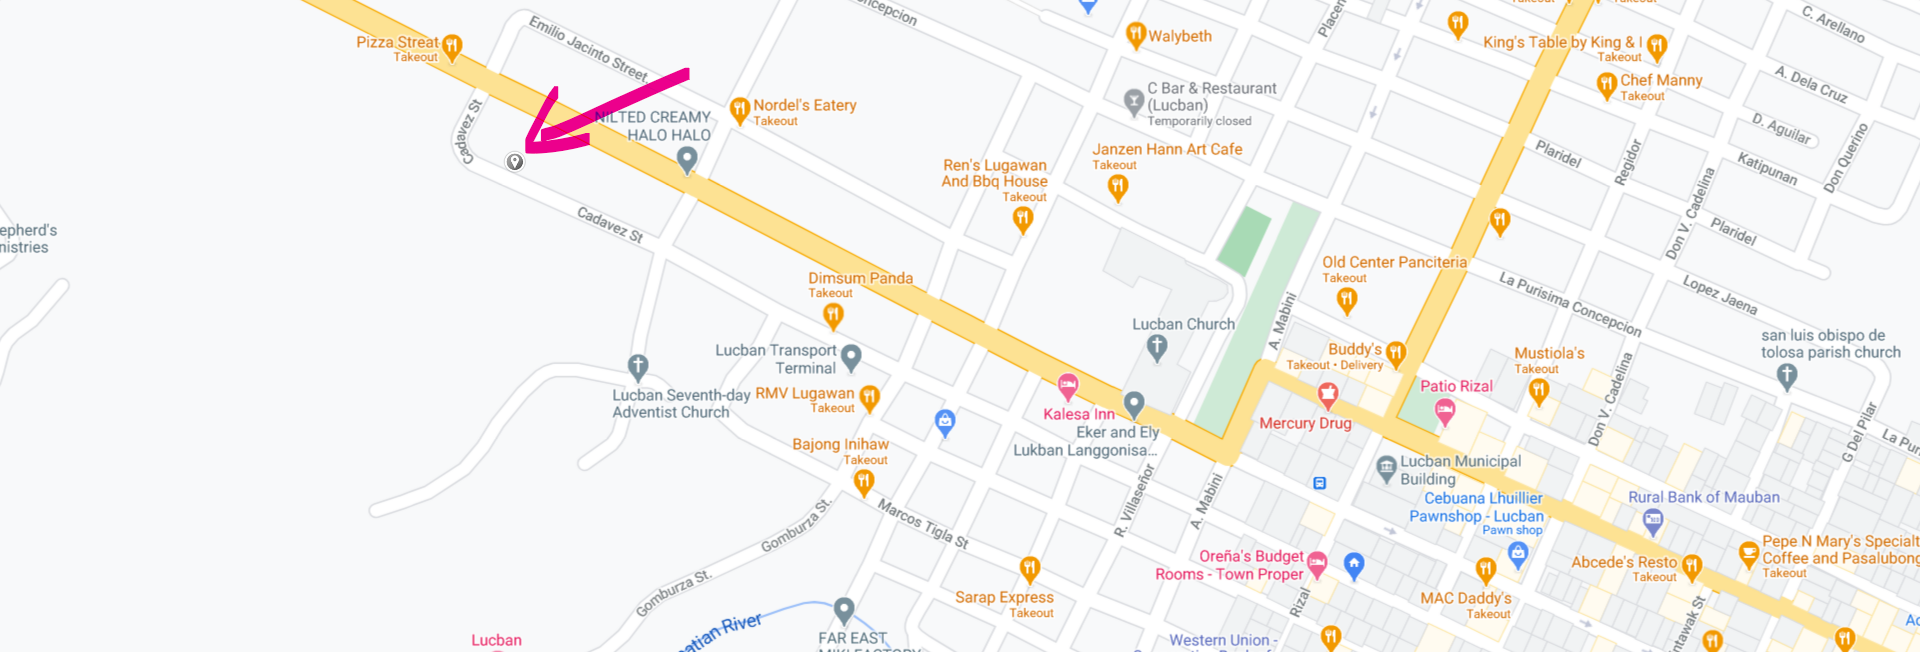 Pizza Streat
Takeout
Emilio Jacinto Street
Cadavez St
NILTED CREAMY
HALO HALO
Nordel's Eatery
Takeout
Cadavez St
epherd's
nistries
oncepcion
Walybeth
C Bar & Restaurant
(Lucban)
Temporarily closed
Janzen Hann Art Cafe
Takeout
Ren's Lugawan
And Bbq House
Takeout
Placen
Takeout
Takeout
King's Table by King & I
Takeout
Chef Manny
Takeout
C. Arellano
A. Dela Cruz
D. Aguilar
Don Querino
Katipunan
Plaridel
Regidor
Don V. Cadelina
Plaridel
Lopez Jaena
La Purisima Concepcion
Old Center Panciteria
Takeout
Dimsum Panda
Takeout
Lucban Transport
Terminal
Lucban Seventh-day
Adventist Church
RMV Lugawan
Takeout
Bajong Inihaw
Takeout
Lucban Church
A. Mabini
Kalesa Inn
Eker and Ely
Lukban Langgonisa...
Buddy's
Takeout • Delivery
Mercury Drug
Patio Rizal
Mustiola's
Takeout
san luis obispo de
tolosa parish church
Don V. Cadelina
G Del Pilar
La Pur
Lucban Municipal
Building
Cebuana Lhuillier
Pawnshop - Lucban
Pawn shop
Rural Bank of Mauban
Pepe N Mary's Specialt
Coffee and Pasalubong
Takeout
Abcede's Resto
Takeout
MAC Daddy's
Takeout
R. Villaseñor
A. Mabini
Marcos Tigla St
Gomburza St.
Gomburza St.
Oreña's Budget
Rooms - Town Proper
Rizal
Sarap Express
Takeout
Lucban
atian River
FAR EAST
MIKI FACTORY
Western Union -
ntawak St
Ac